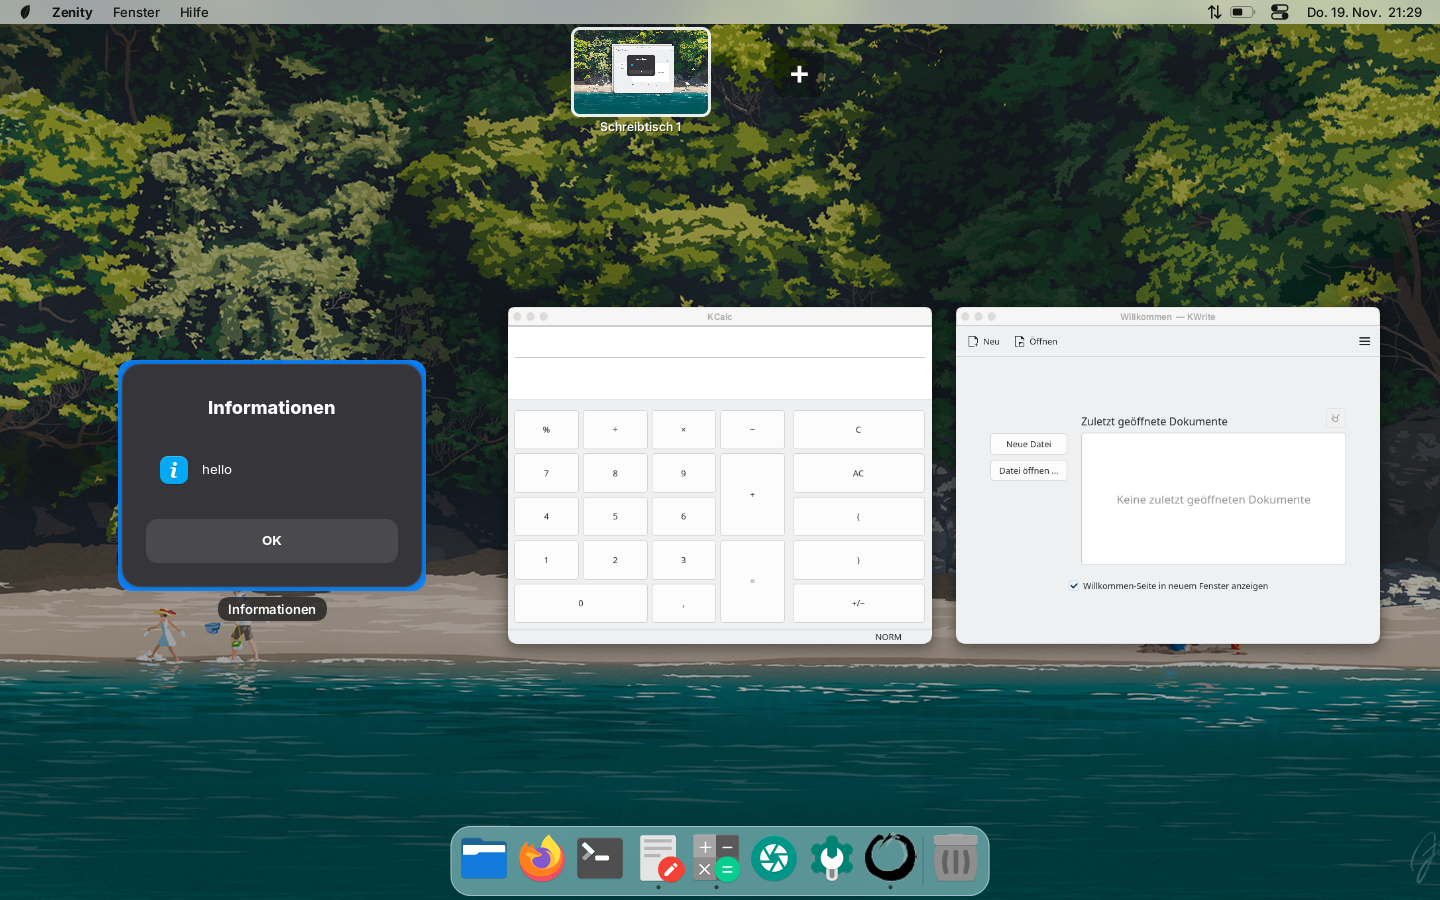 Zenity Fenster Hilfe
Do. 19. Nov. 21:29
Schreibtisch 1
Informationen
hello
OK
Informationen
KCalc
% ÷ × − C
7 8 9 + AC
4 5 6 (
1 2 3 = )
0 , +/−
NORM
Willkommen — KWrite
Neu Öffnen
Zuletzt geöffnete Dokumente
Neue Datei
Datei öffnen ...
Keine zuletzt geöffneten Dokumente
Willkommen-Seite in neuem Fenster anzeigen